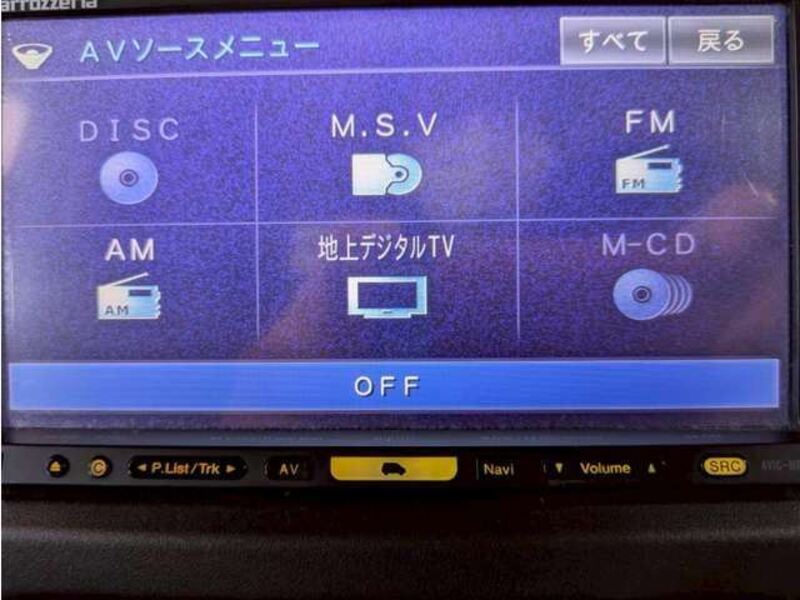 carrozzeria
AVソースメニュー すべて 戻る
DISC M.S.V FM
FM
AM 地上デジタルTV M-CD
AM
OFF
C ◄ P.List/Trk ► AV Navi ▼ Volume ▲ SRC